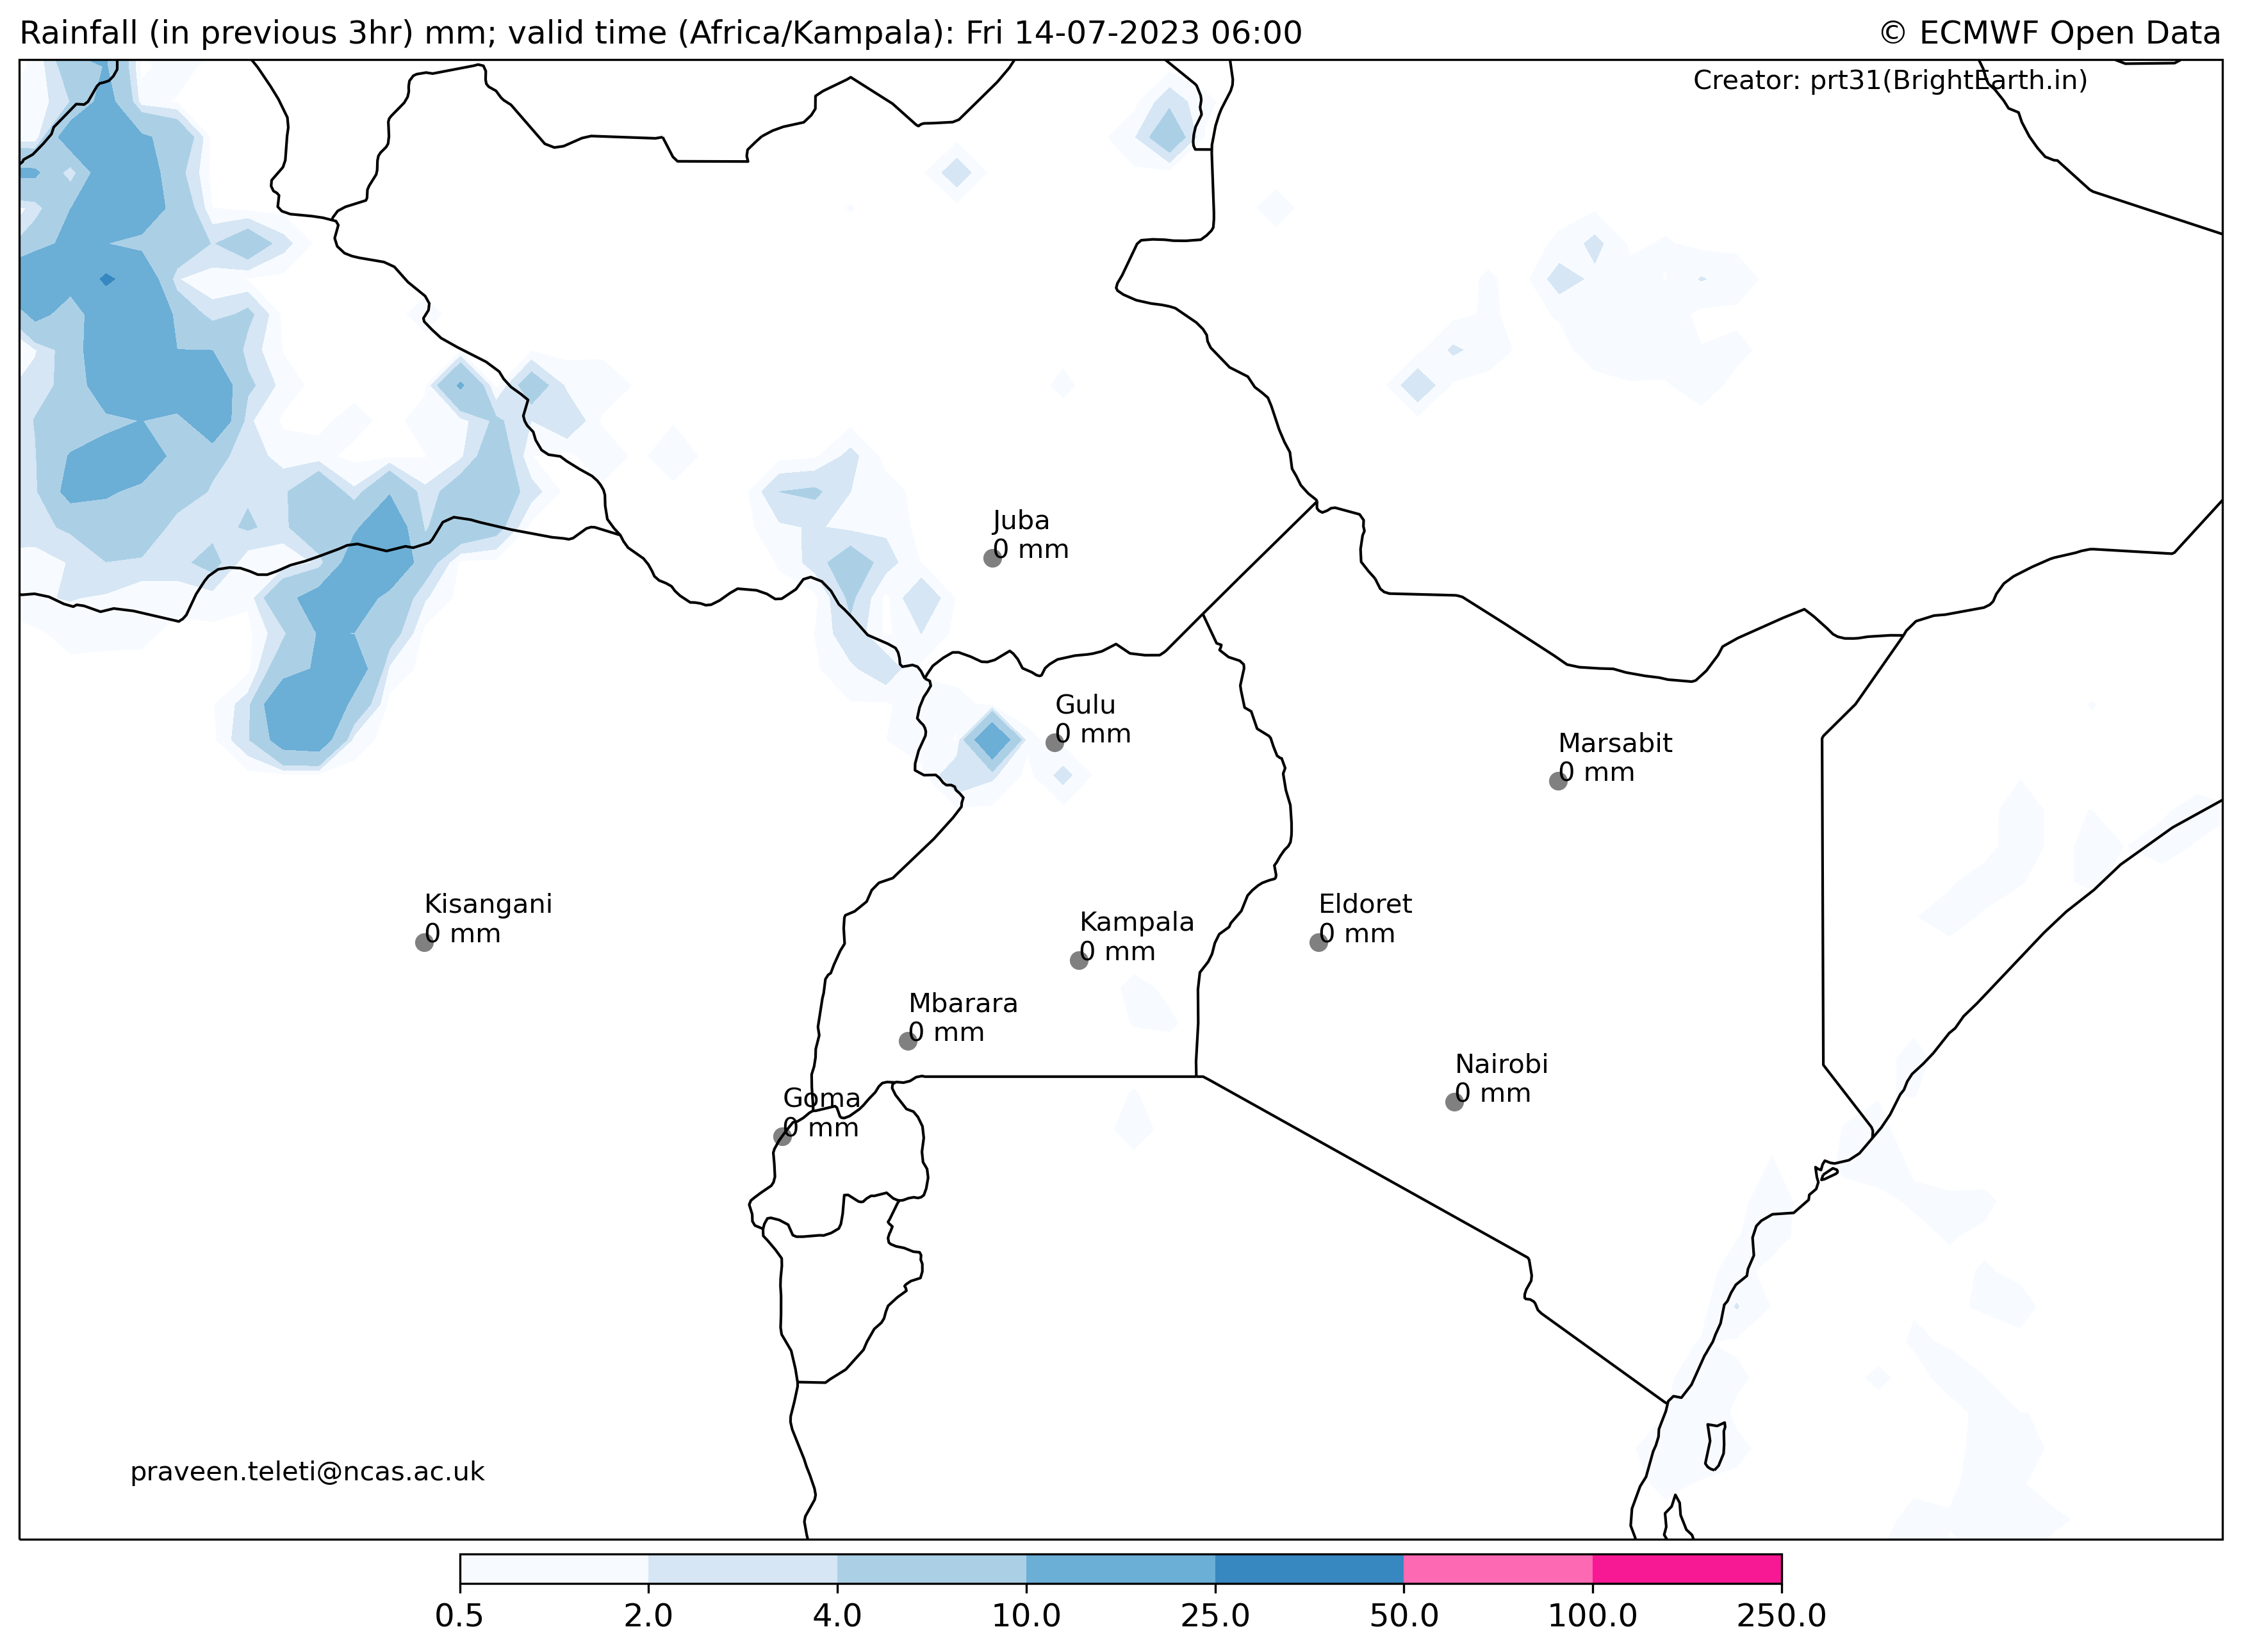 Rainfall (in previous 3hr) mm; valid time (Africa/Kampala): Fri 14-07-2023 06:00
© ECMWF Open Data
Creator: prt31(BrightEarth.in)
Juba
0 mm
Gulu
0 mm
Marsabit
0 mm
Kisangani
0 mm
Kampala
0 mm
Eldoret
0 mm
Mbarara
0 mm
Nairobi
0 mm
Goma
0 mm
praveen.teleti@ncas.ac.uk
0.5 2.0 4.0 10.0 25.0 50.0 100.0 250.0